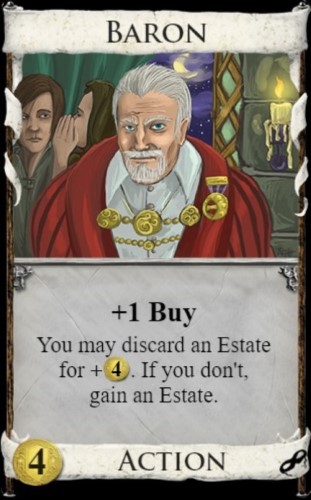 BARON
+1 Buy
You may discard an Estate
for +4. If you don't,
gain an Estate.
4 ACTION